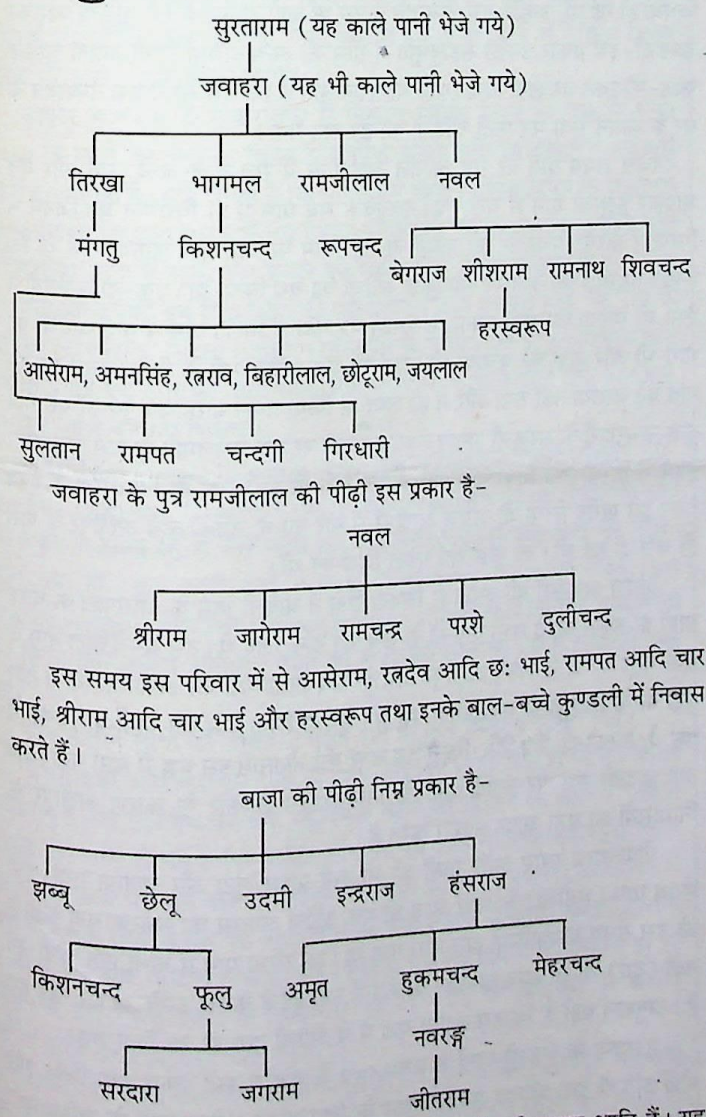 सुरताराम (यह काले पानी भेजे गये)
जवाहरा (यह भी काले पानी भेजे गये)
तिरखा भागमल रामजीलाल नवल
मंगतु किशनचन्द रूपचन्द
बेगराज शीशराम रामनाथ शिवचन्द
हरस्वरूप
आसेराम, अमनसिंह, रत्नराव, बिहारीलाल, छोटूराम, जयलाल
सुलतान रामपत चन्दगी गिरधारी
जवाहरा के पुत्र रामजीलाल की पीढ़ी इस प्रकार है-
नवल
श्रीराम जागेराम रामचन्द्र परशे दुलीचन्द
इस समय इस परिवार में से आसेराम, रत्नदेव आदि छः भाई, रामपत आदि चार
भाई, श्रीराम आदि चार भाई और हरस्वरूप तथा इनके बाल-बच्चे कुण्डली में निवास
करते हैं।
बाजा की पीढ़ी निम्न प्रकार है-
झब्बू छेलू उदमी इन्द्रराज हंसराज
किशनचन्द फूलु अमृत हुकमचन्द मेहरचन्द
नवरङ्ग
सरदारा जगराम जीतराम